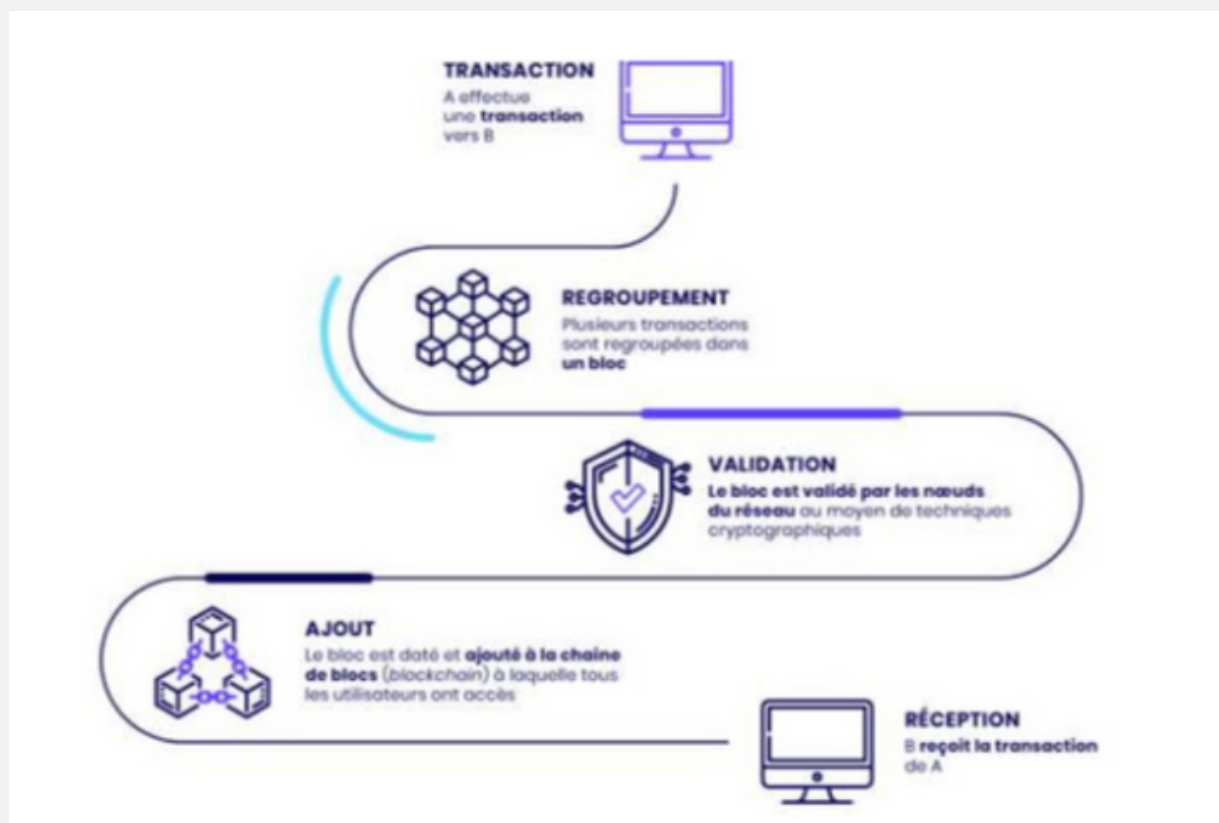 TRANSACTION
A effectue
une transaction
vers B
REGROUPEMENT
Plusieurs transactions
sont regroupées dans
un bloc
VALIDATION
Le bloc est validé par les nœuds
du réseau au moyen de techniques
cryptographiques
AJOUT
Le bloc est daté et ajouté à la chaine
de blocs (blockchain) à laquelle tous
les utilisateurs ont accès
RÉCEPTION
B reçoit la transaction
de A